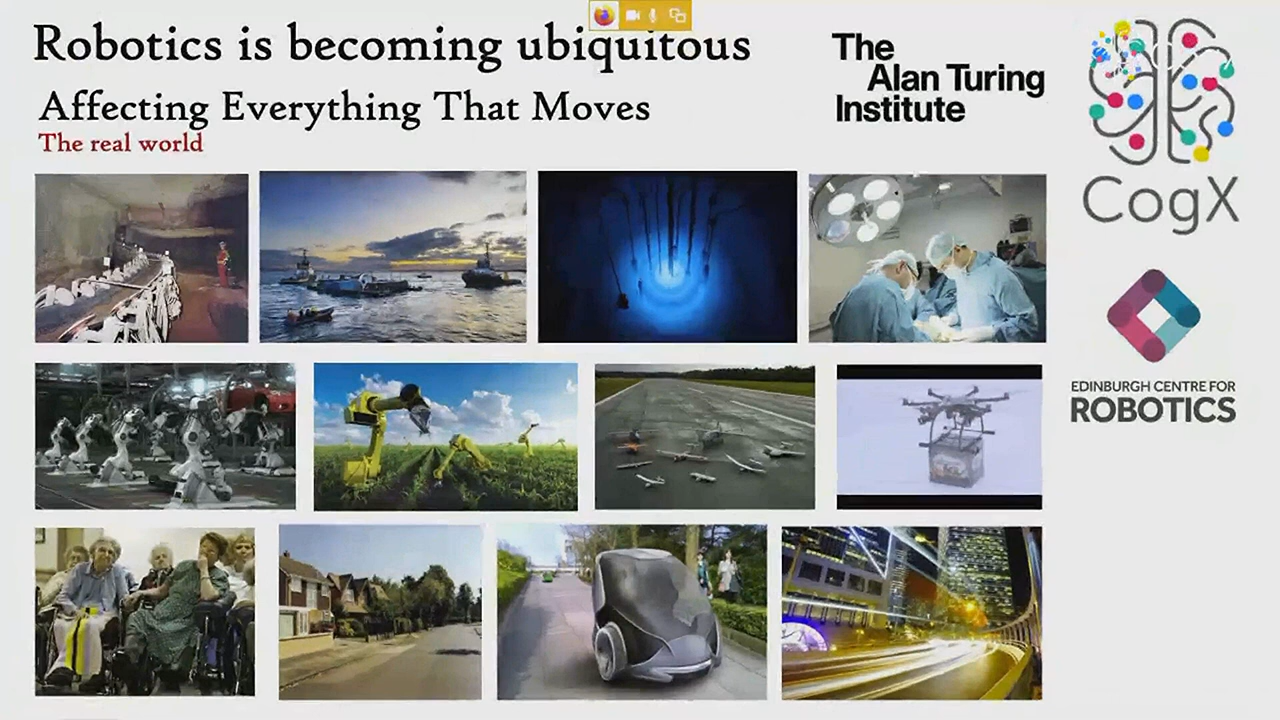 Robotics is becoming ubiquitous
Affecting Everything That Moves
The real world
The
Alan Turing
Institute
CogX
EDINBURGH CENTRE FOR
ROBOTICS